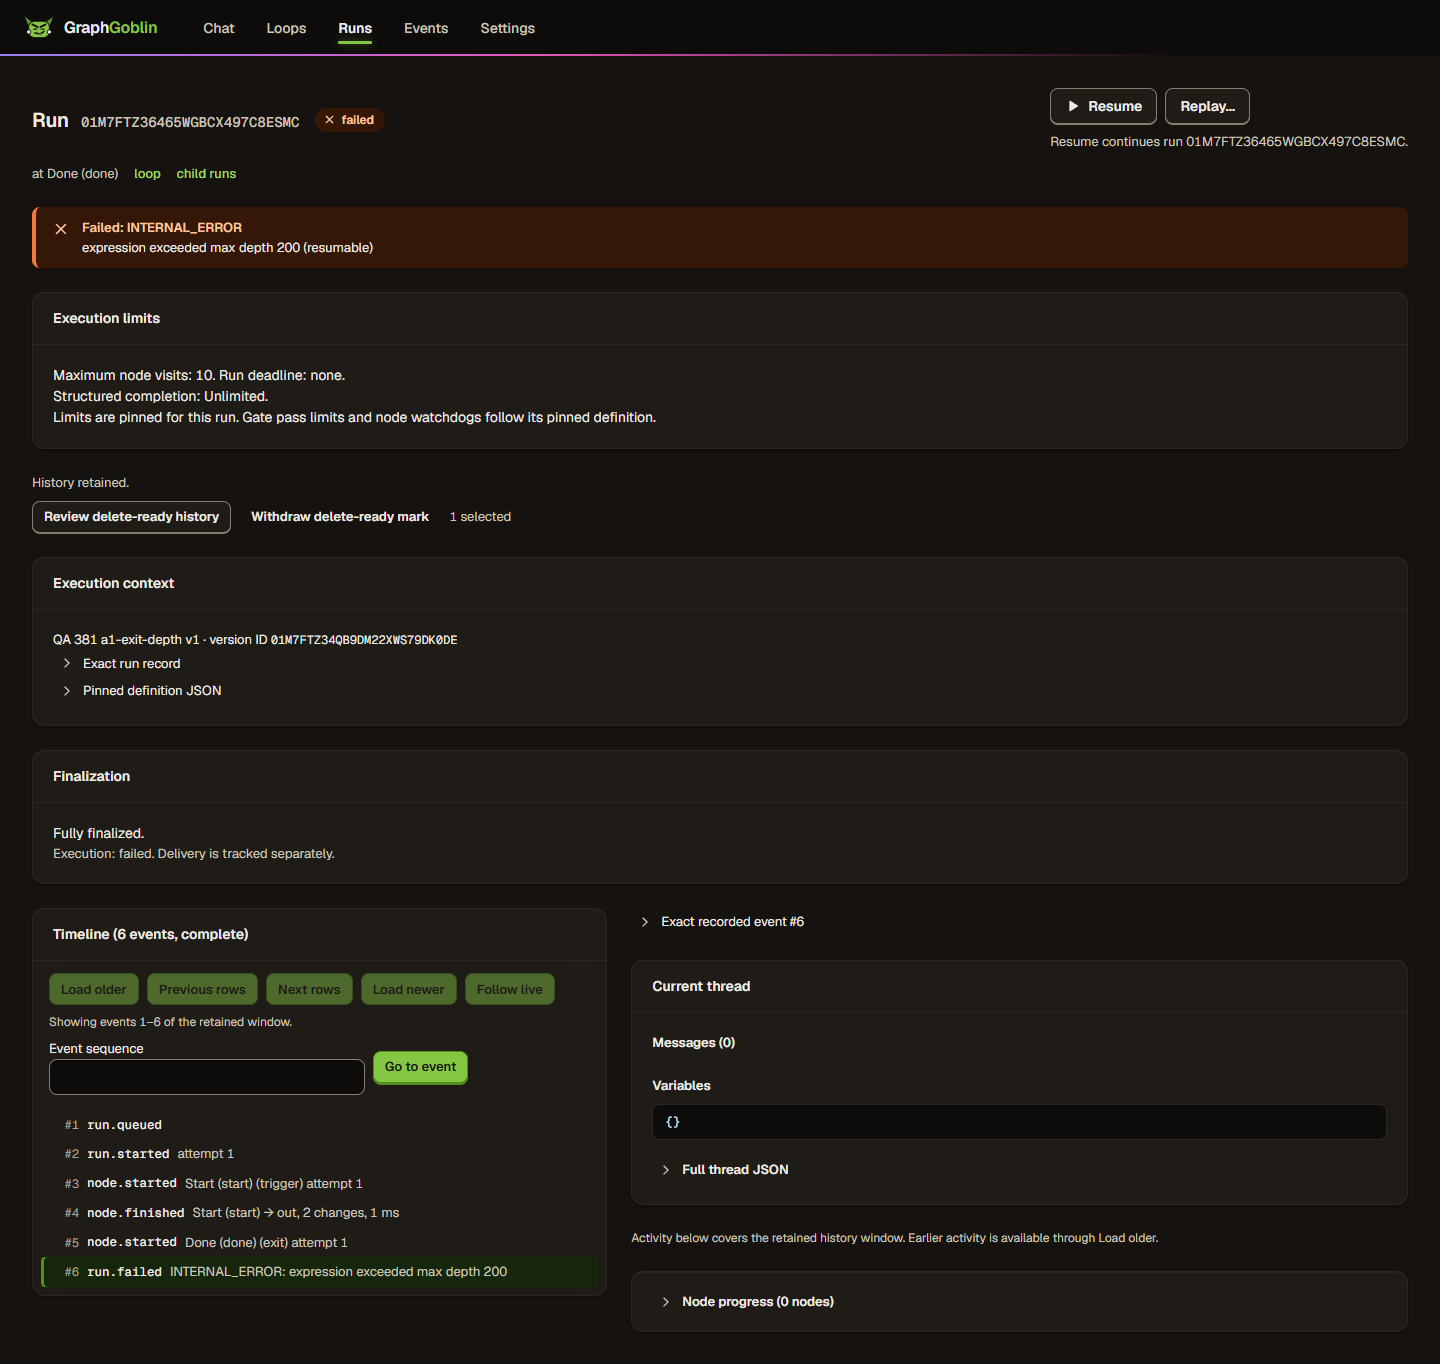 GraphGoblin
Chat Loops Runs Events Settings
Run 01M7FTZ36465WGBCX497C8ESMC failed
Resume Replay...
Resume continues run 01M7FTZ36465WGBCX497C8ESMC.
at Done (done) loop child runs
Failed: INTERNAL_ERROR
expression exceeded max depth 200 (resumable)
Execution limits
Maximum node visits: 10. Run deadline: none.
Structured completion: Unlimited.
Limits are pinned for this run. Gate pass limits and node watchdogs follow its pinned definition.
History retained.
Review delete-ready history Withdraw delete-ready mark 1 selected
Execution context
QA 381 a1-exit-depth v1 · version ID 01M7FTZ34QB9DM22XWS79DK0DE
Exact run record
Pinned definition JSON
Finalization
Fully finalized.
Execution: failed. Delivery is tracked separately.
Timeline (6 events, complete)
Load older Previous rows Next rows Load newer Follow live
Showing events 1–6 of the retained window.
Event sequence
Go to event
#1 run.queued
#2 run.started attempt 1
#3 node.started Start (start) (trigger) attempt 1
#4 node.finished Start (start) → out, 2 changes, 1 ms
#5 node.started Done (done) (exit) attempt 1
#6 run.failed INTERNAL_ERROR: expression exceeded max depth 200
Exact recorded event #6
Current thread
Messages (0)
Variables
{}
Full thread JSON
Activity below covers the retained history window. Earlier activity is available through Load older.
Node progress (0 nodes)